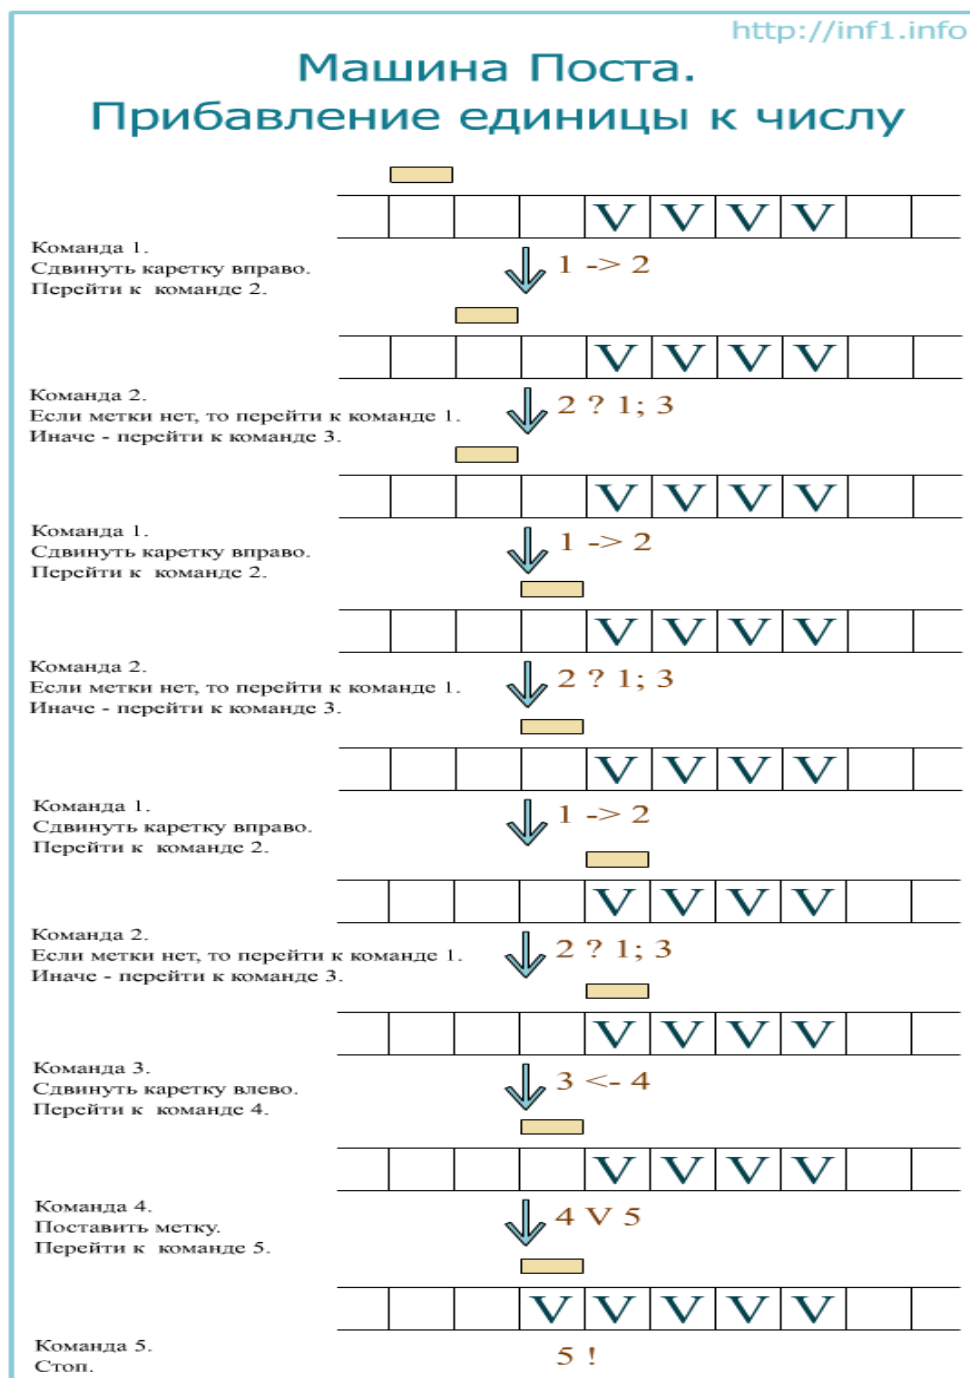 http://inf1.info
Машина Поста.
Прибавление единицы к числу
V V V V
Команда 1.
Сдвинуть каретку вправо.
Перейти к команде 2.
1 -> 2
V V V V
Команда 2.
Если метки нет, то перейти к команде 1.
Иначе - перейти к команде 3.
2 ? 1; 3
V V V V
Команда 1.
Сдвинуть каретку вправо.
Перейти к команде 2.
1 -> 2
V V V V
Команда 2.
Если метки нет, то перейти к команде 1.
Иначе - перейти к команде 3.
2 ? 1; 3
V V V V
Команда 1.
Сдвинуть каретку вправо.
Перейти к команде 2.
1 -> 2
V V V V
Команда 2.
Если метки нет, то перейти к команде 1.
Иначе - перейти к команде 3.
2 ? 1; 3
V V V V
Команда 3.
Сдвинуть каретку влево.
Перейти к команде 4.
3 <- 4
V V V V
Команда 4.
Поставить метку.
Перейти к команде 5.
4 V 5
V V V V V
Команда 5.
Стоп.
5 !